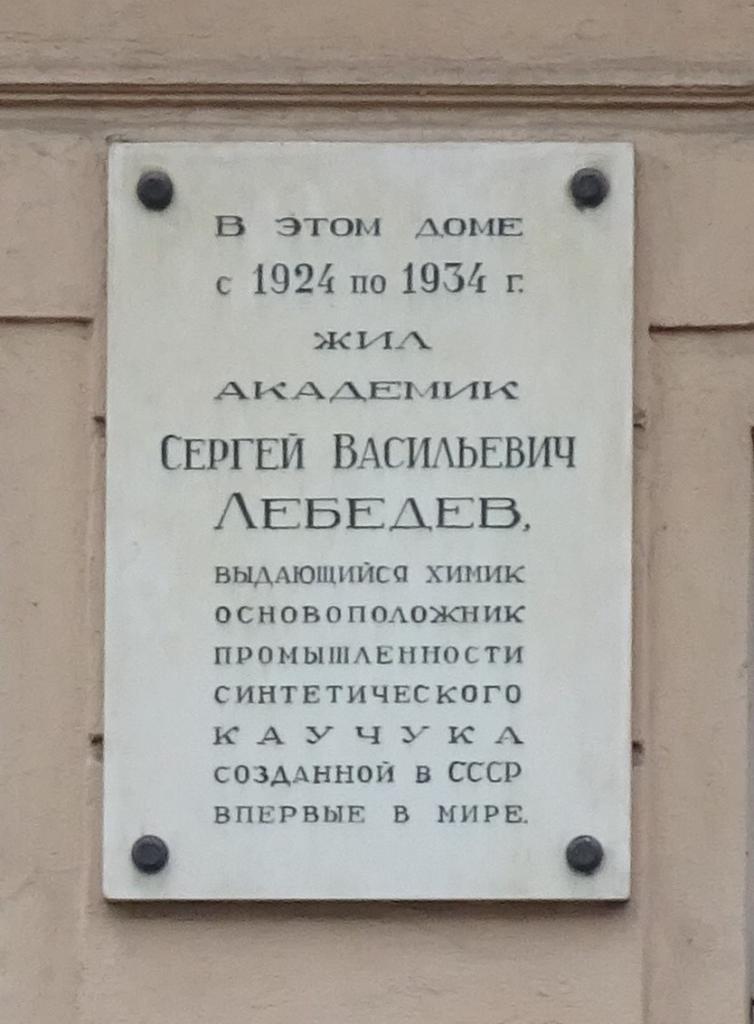 В ЭТОМ ДОМЕ
с 1924 по 1934 г.
ЖИЛ
АКАДЕМИК
СЕРГЕЙ ВАСИЛЬЕВИЧ
ЛЕБЕДЕВ,
ВЫДАЮЩИЙСЯ ХИМИК
ОСНОВОПОЛОЖНИК
ПРОМЫШЛЕННОСТИ
СИНТЕТИЧЕСКОГО
КАУЧУКА
СОЗДАННОЙ В СССР
ВПЕРВЫЕ В МИРЕ.